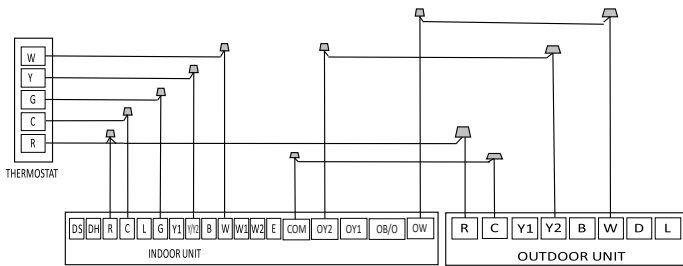 W
Y
G
C
R
THERMOSTAT
DS DH R C L G Y1 Y/Y2 B W W1 W2 E COM OY2 OY1 OB/O OW
INDOOR UNIT
R C Y1 Y2 B W D L
OUTDOOR UNIT